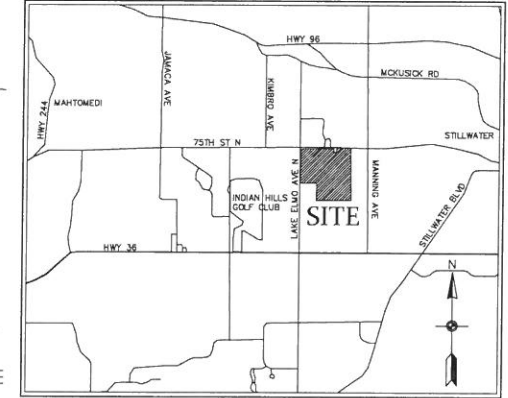 HWY 96
JAMACA AVE
KIMBRO AVE
MCKUSICK RD
HWY 244
MAHTOMEDI
STILLWATER
75TH ST N
INDIAN HILLS
GOLF CLUB
LAKE ELMO AVE N
SITE
MANNING AVE
STILLWATER BLVD
HWY 36
N